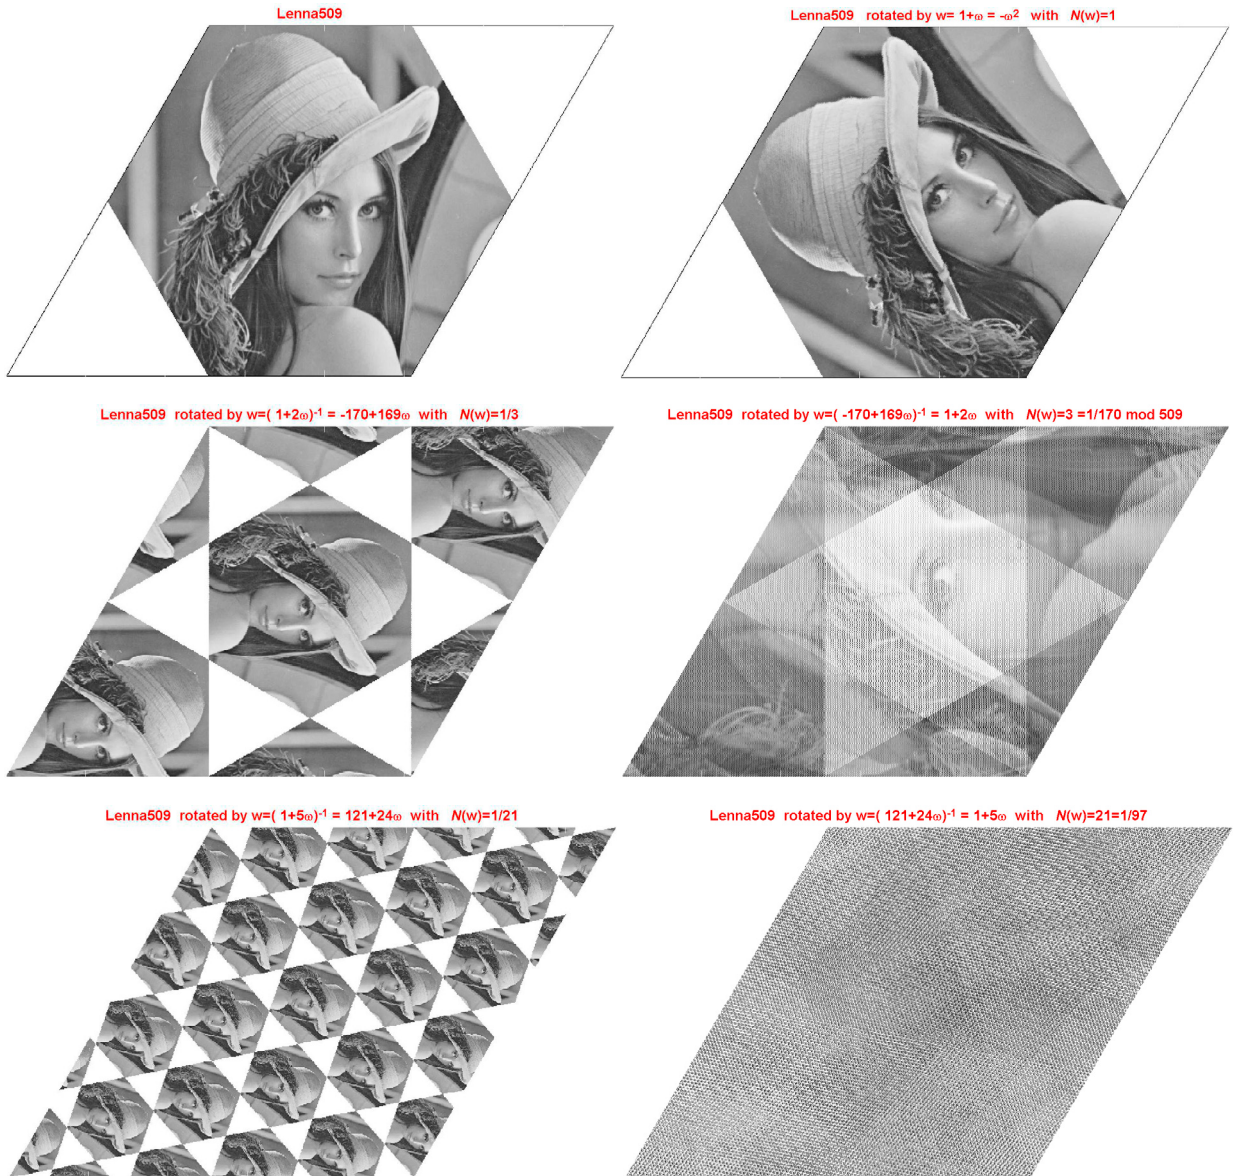 Lenna509
Lenna509 rotated by w= 1+ω = -ω² with N(w)=1
Lenna509 rotated by w=( 1+2ω)⁻¹ = -170+169ω with N(w)=1/3
Lenna509 rotated by w=( -170+169ω)⁻¹ = 1+2ω with N(w)=3 =1/170 mod 509
Lenna509 rotated by w=( 1+5ω)⁻¹ = 121+24ω with N(w)=1/21
Lenna509 rotated by w=( 121+24ω)⁻¹ = 1+5ω with N(w)=21=1/97